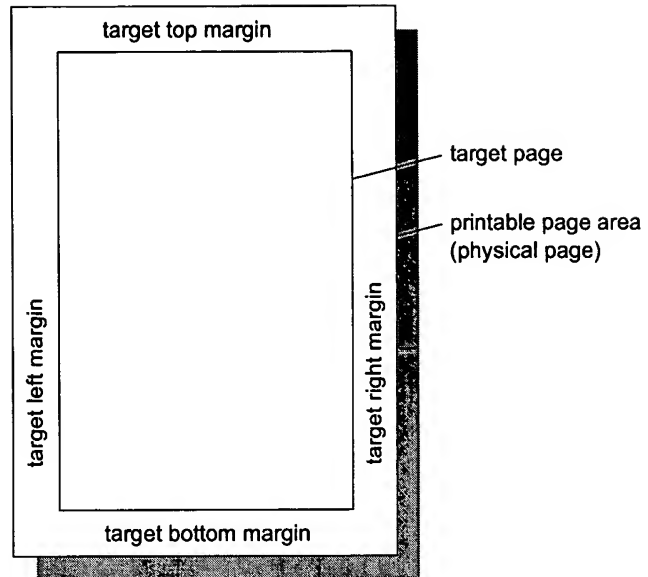 target top margin
target page
printable page area
(physical page)
target left margin
target right margin
target bottom margin